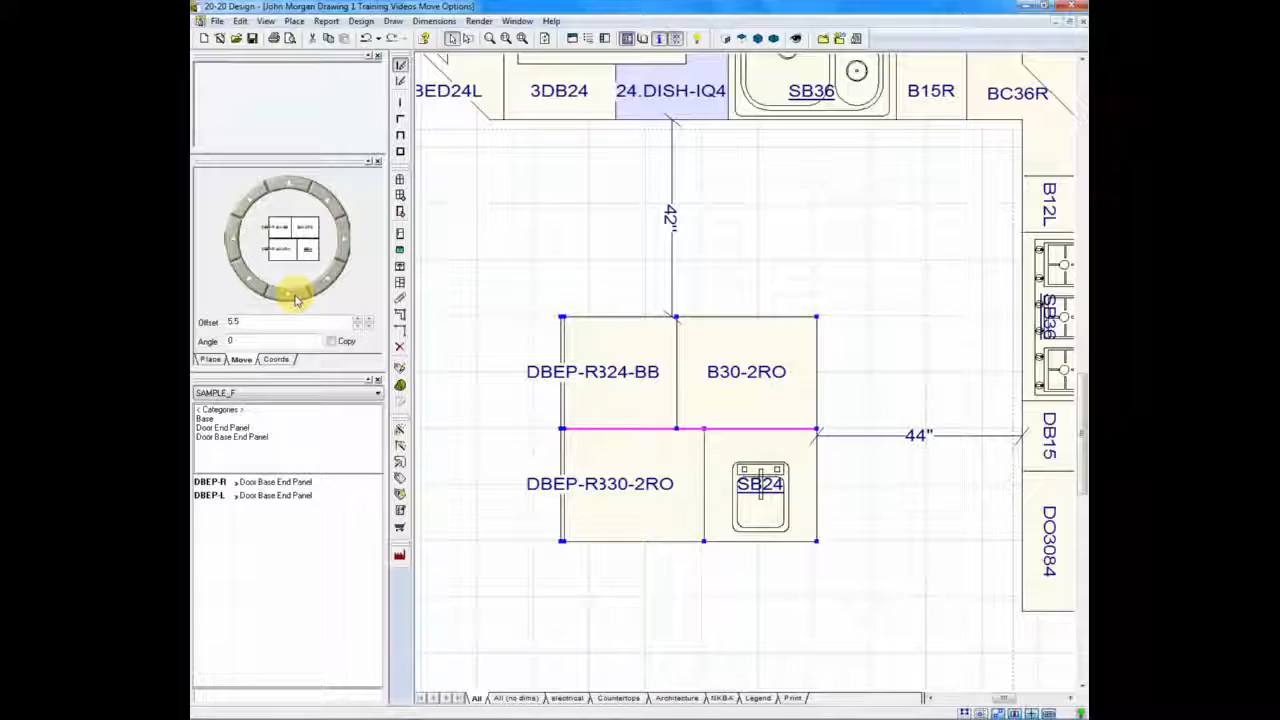 20-20 Design - [John Morgan Drawing 1 Training Videos Move Options]
File Edit View Place Report Design Draw Dimensions Render Window Help
BED24L 3DB24 24.DISH-IQ4 SB36 B15R BC36R
42"
B12L
SB36
Offset 5.5
Angle 0 Copy
Place Move Coords
DBEP-R324-BB B30-2RO
SAMPLE_F
< Categories >
Base
Door End Panel
Door Base End Panel
44"
DB15
DBEP-R330-2RO SB24
DBEP-R Door Base End Panel
DBEP-L Door Base End Panel
DO3084
All All (no dims) electrical Countertops Architecture NKBA Legend Print